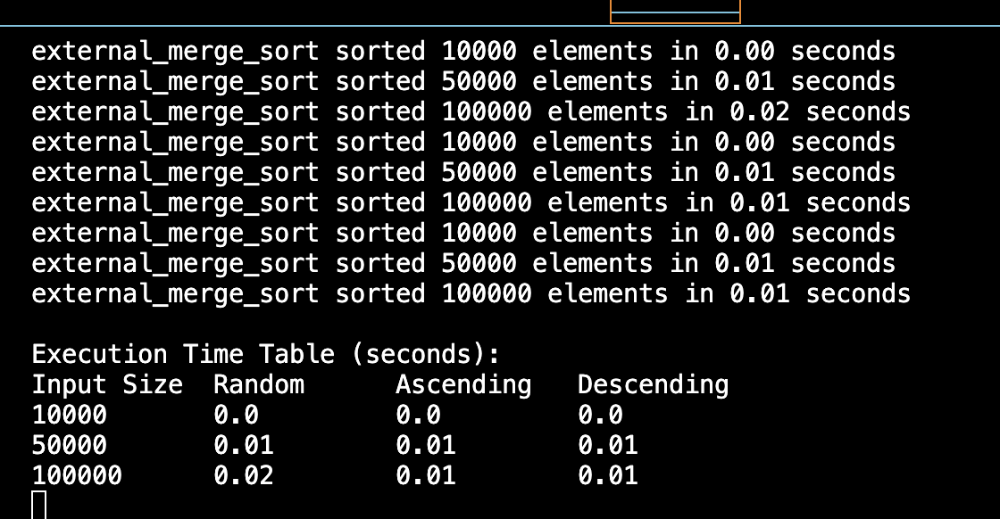 external_merge_sort sorted 10000 elements in 0.00 seconds
external_merge_sort sorted 50000 elements in 0.01 seconds
external_merge_sort sorted 100000 elements in 0.02 seconds
external_merge_sort sorted 10000 elements in 0.00 seconds
external_merge_sort sorted 50000 elements in 0.01 seconds
external_merge_sort sorted 100000 elements in 0.01 seconds
external_merge_sort sorted 10000 elements in 0.00 seconds
external_merge_sort sorted 50000 elements in 0.01 seconds
external_merge_sort sorted 100000 elements in 0.01 seconds
Execution Time Table (seconds):
Input Size Random Ascending Descending
10000 0.0 0.0 0.0
50000 0.01 0.01 0.01
100000 0.02 0.01 0.01